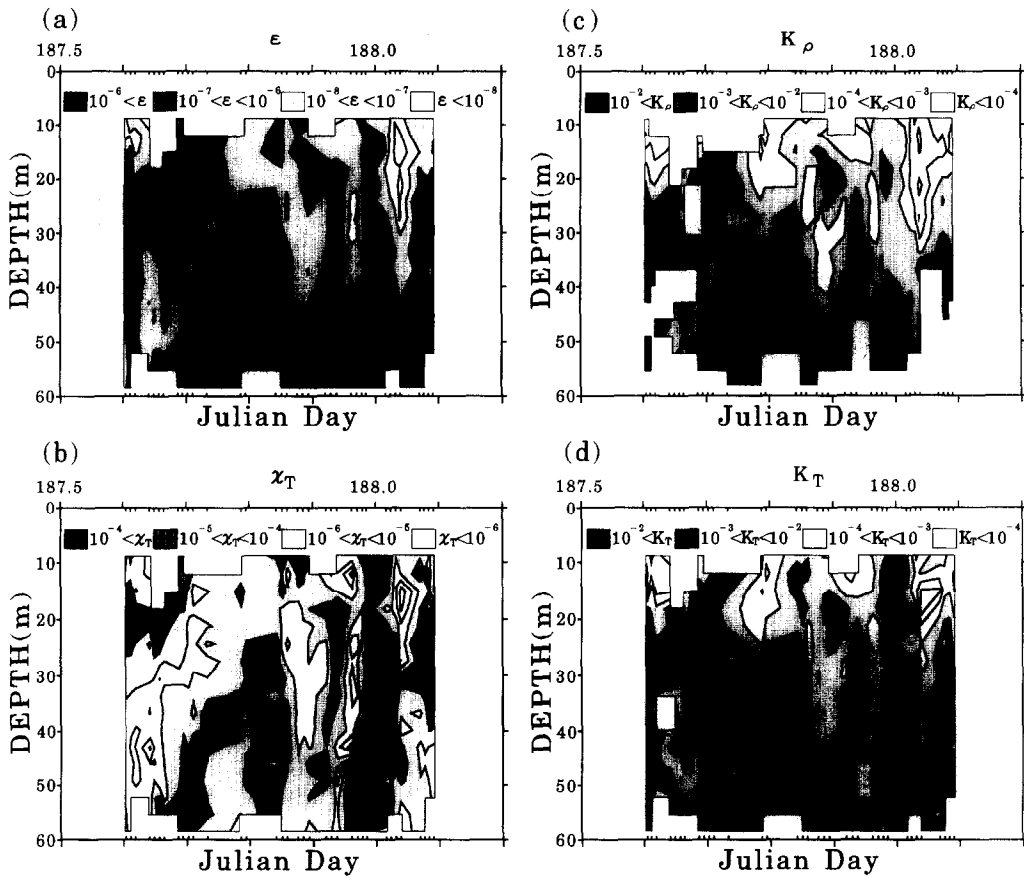 (a)
ε
187.5 188.0
10⁻⁶<ε 10⁻⁷<ε<10⁻⁶ 10⁻⁸<ε<10⁻⁷ ε<10⁻⁸
0
10
20
30
40
50
60
DEPTH(m)
Julian Day
(c)
Kρ
188.0
10⁻²<Kρ 10⁻³<Kρ<10⁻² 10⁻⁴<Kρ<10⁻³ Kρ<10⁻⁴
0
10
20
30
40
50
60
DEPTH(m)
Julian Day
(b)
χT
187.5 188.0
10⁻⁴<χT 10⁻⁵<χT<10⁻⁴ 10⁻⁶<χT<10⁻⁵ χT<10⁻⁶
0
10
20
30
40
50
60
DEPTH(m)
Julian Day
(d)
KT
188.0
10⁻²<KT 10⁻³<KT<10⁻² 10⁻⁴<KT<10⁻³ KT<10⁻⁴
0
10
20
30
40
50
60
DEPTH(m)
Julian Day